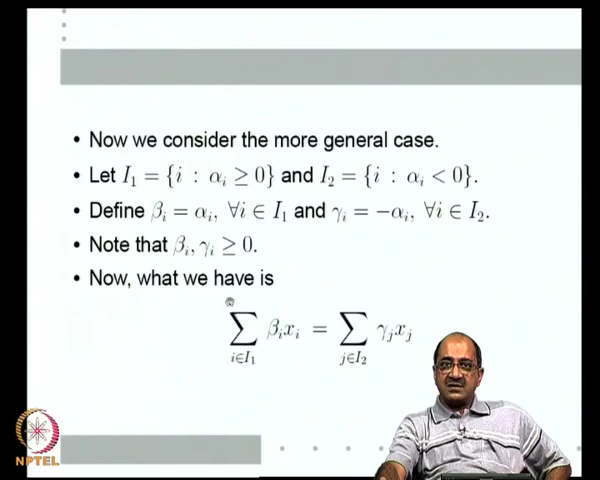 • Now we consider the more general case.
• Let I₁ = {i : αᵢ ≥ 0} and I₂ = {i : αᵢ < 0}.
• Define βᵢ = αᵢ, ∀i ∈ I₁ and γᵢ = −αᵢ, ∀i ∈ I₂.
• Note that βᵢ, γᵢ ≥ 0.
• Now, what we have is
∑_{i∈I₁} βᵢxᵢ = ∑_{j∈I₂} γⱼxⱼ
NPTEL